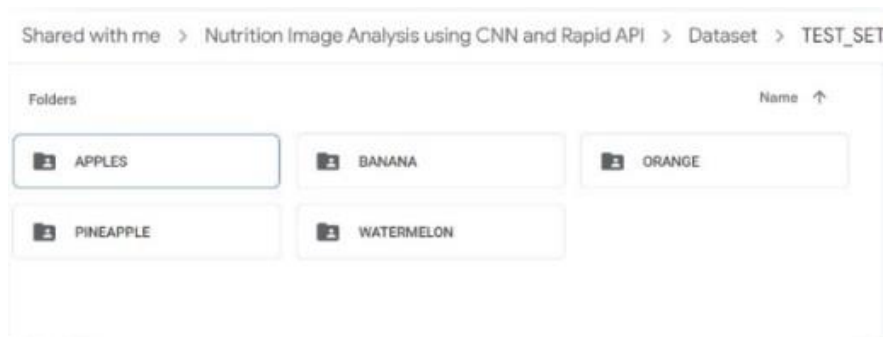 Shared with me > Nutrition Image Analysis using CNN and Rapid API > Dataset > TEST_SET
Folders Name ↑
APPLES BANANA ORANGE
PINEAPPLE WATERMELON